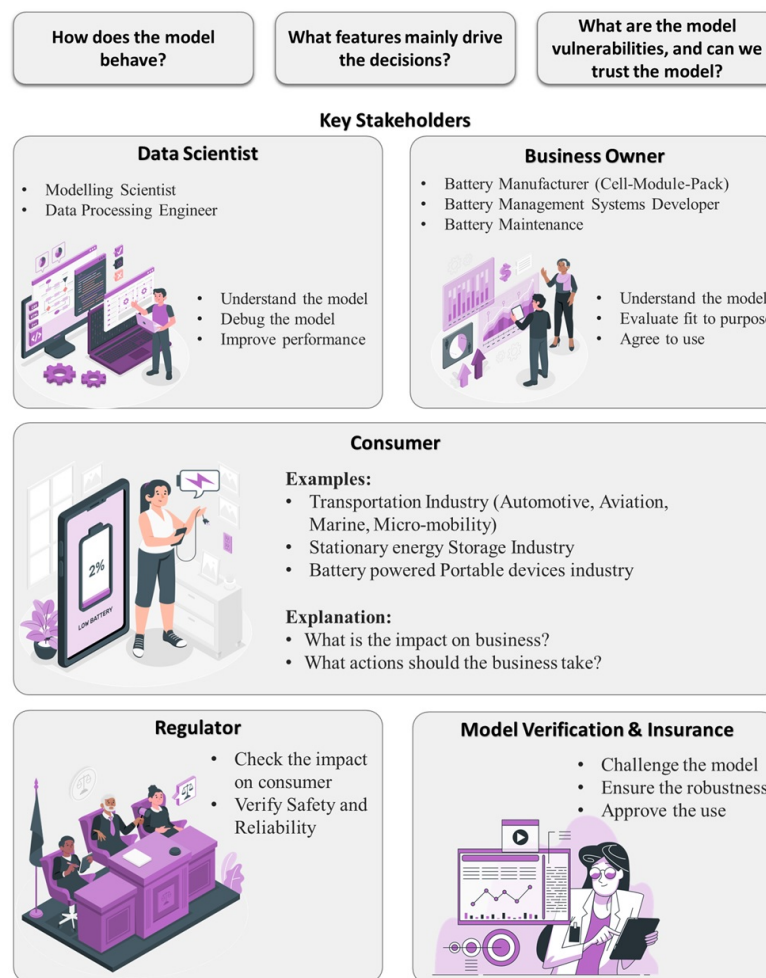 How does the model
behave?
What features mainly drive
the decisions?
What are the model
vulnerabilities, and can we
trust the model?
Key Stakeholders
Data Scientist
• Modelling Scientist
• Data Processing Engineer
• Understand the model
• Debug the model
• Improve performance
Business Owner
• Battery Manufacturer (Cell-Module-Pack)
• Battery Management Systems Developer
• Battery Maintenance
• Understand the model
• Evaluate fit to purpose
• Agree to use
Consumer
2%
LOW BATTERY
Examples:
• Transportation Industry (Automotive, Aviation,
Marine, Micro-mobility)
• Stationary energy Storage Industry
• Battery powered Portable devices industry
Explanation:
• What is the impact on business?
• What actions should the business take?
Regulator
• Check the impact
on consumer
• Verify Safety and
Reliability
Model Verification & Insurance
• Challenge the model
• Ensure the robustness
• Approve the use